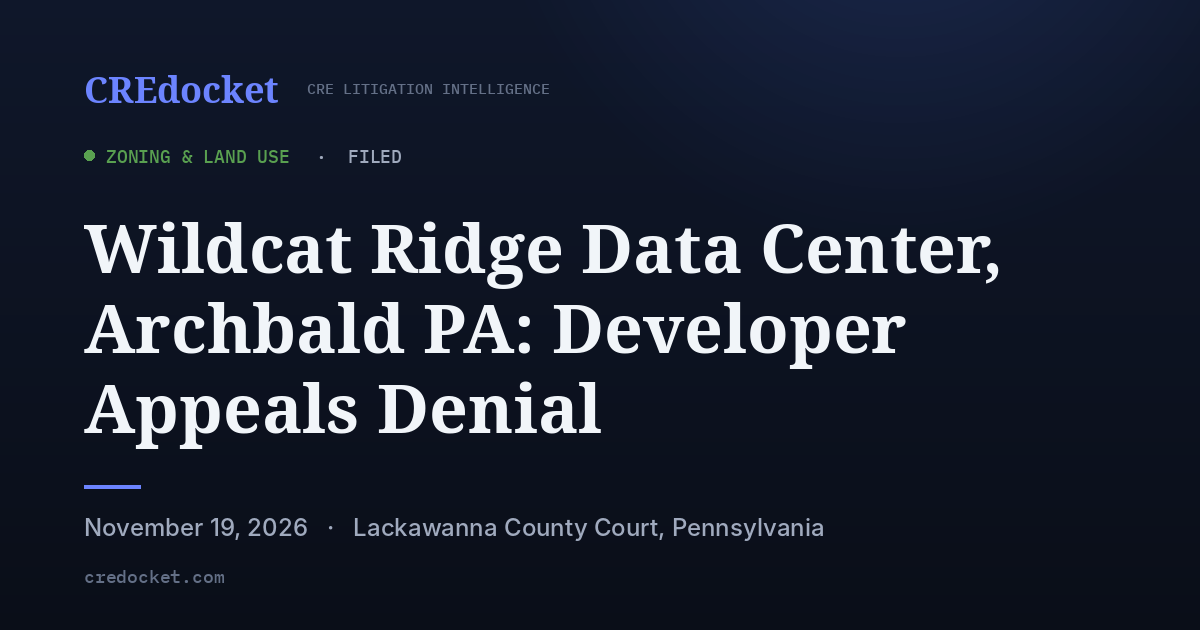 CREdocket CRE LITIGATION INTELLIGENCE
ZONING & LAND USE · FILED
Wildcat Ridge Data Center,
Archbald PA: Developer
Appeals Denial
November 19, 2026 · Lackawanna County Court, Pennsylvania
credocket.com